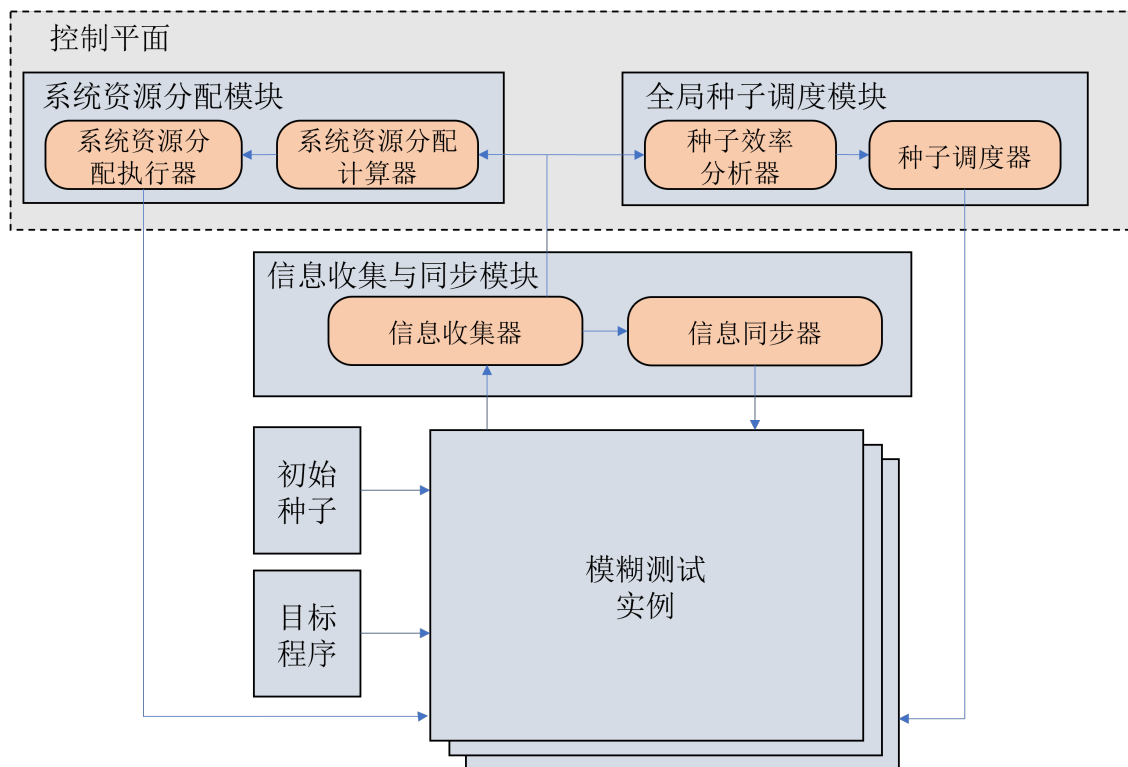 控制平面
系统资源分配模块
系统资源分
配执行器
系统资源分配
计算器
全局种子调度模块
种子效率
分析器
种子调度器
信息收集与同步模块
信息收集器
信息同步器
初始
种子
模糊测试
实例
目标
程序